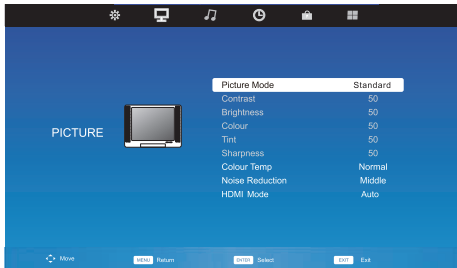 PICTURE
Picture Mode Standard
Contrast 50
Brightness 50
Colour 50
Tint 50
Sharpness 50
Colour Temp Normal
Noise Reduction Middle
HDMI Mode Auto
Move MENU Return ENTER Select EXIT Exit